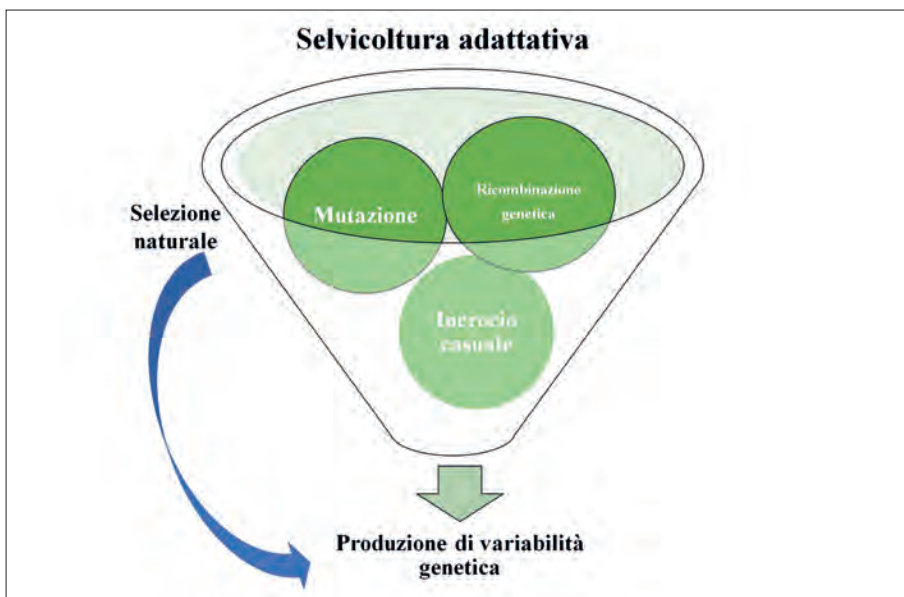 Selvicoltura adattativa
Mutazione
Ricombinazione
genetica
Selezione
naturale
Incrocio
casuale
Produzione di variabilità
genetica